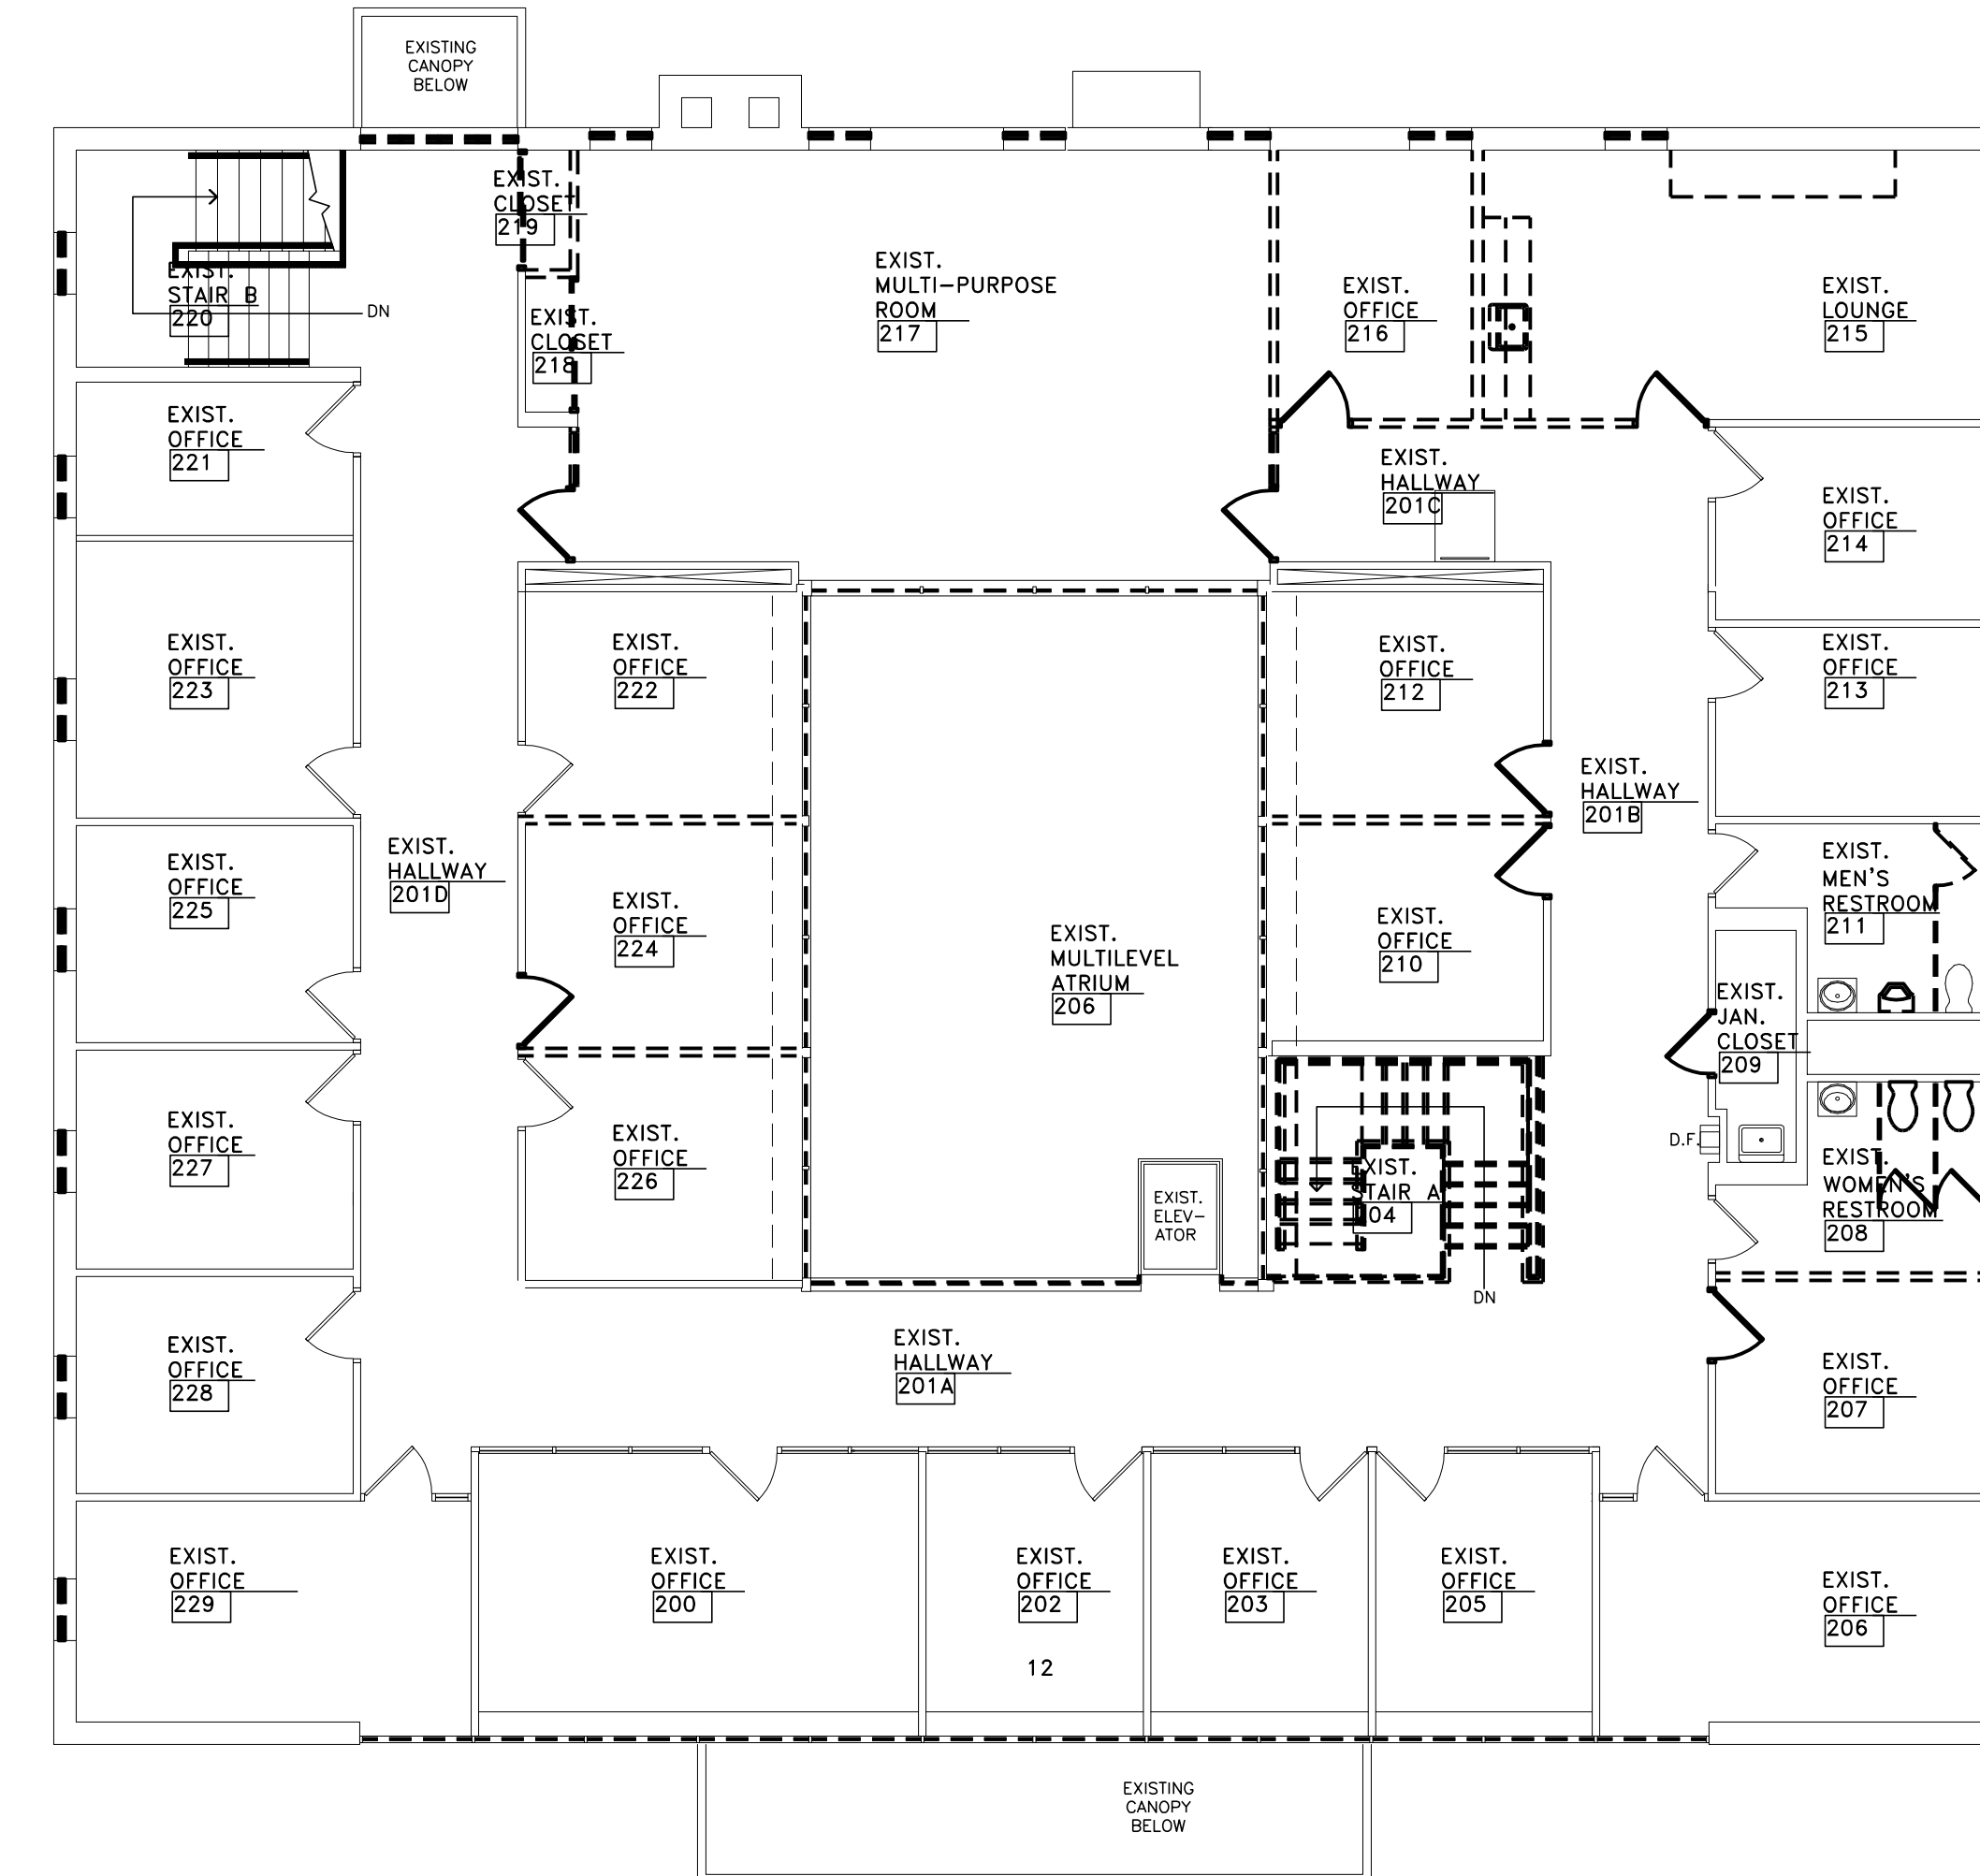 EXISTING
CANOPY
BELOW
EXIST.
CLOSET
219
EXIST.
STAIR B
220
DN
EXIST.
CLOSET
218
EXIST.
MULTI-PURPOSE
ROOM
217
EXIST.
OFFICE
216
EXIST.
LOUNGE
215
EXIST.
OFFICE
221
EXIST.
HALLWAY
201C
EXIST.
OFFICE
214
EXIST.
OFFICE
223
EXIST.
OFFICE
222
EXIST.
OFFICE
212
EXIST.
OFFICE
213
EXIST.
HALLWAY
201B
EXIST.
OFFICE
225
EXIST.
HALLWAY
201D
EXIST.
OFFICE
224
EXIST.
MULTILEVEL
ATRIUM
206
EXIST.
OFFICE
210
EXIST.
MEN'S
RESTROOM
211
EXIST.
JAN.
CLOSET
209
EXIST.
OFFICE
227
EXIST.
OFFICE
226
EXIST.
ELEV-
ATOR
XIST.
TAIR A
04
DN
D.F.
EXIST.
WOMEN'S
RESTROOM
208
EXIST.
OFFICE
228
EXIST.
HALLWAY
201A
EXIST.
OFFICE
207
EXIST.
OFFICE
229
EXIST.
OFFICE
200
EXIST.
OFFICE
202
12
EXIST.
OFFICE
203
EXIST.
OFFICE
205
EXIST.
OFFICE
206
EXISTING
CANOPY
BELOW